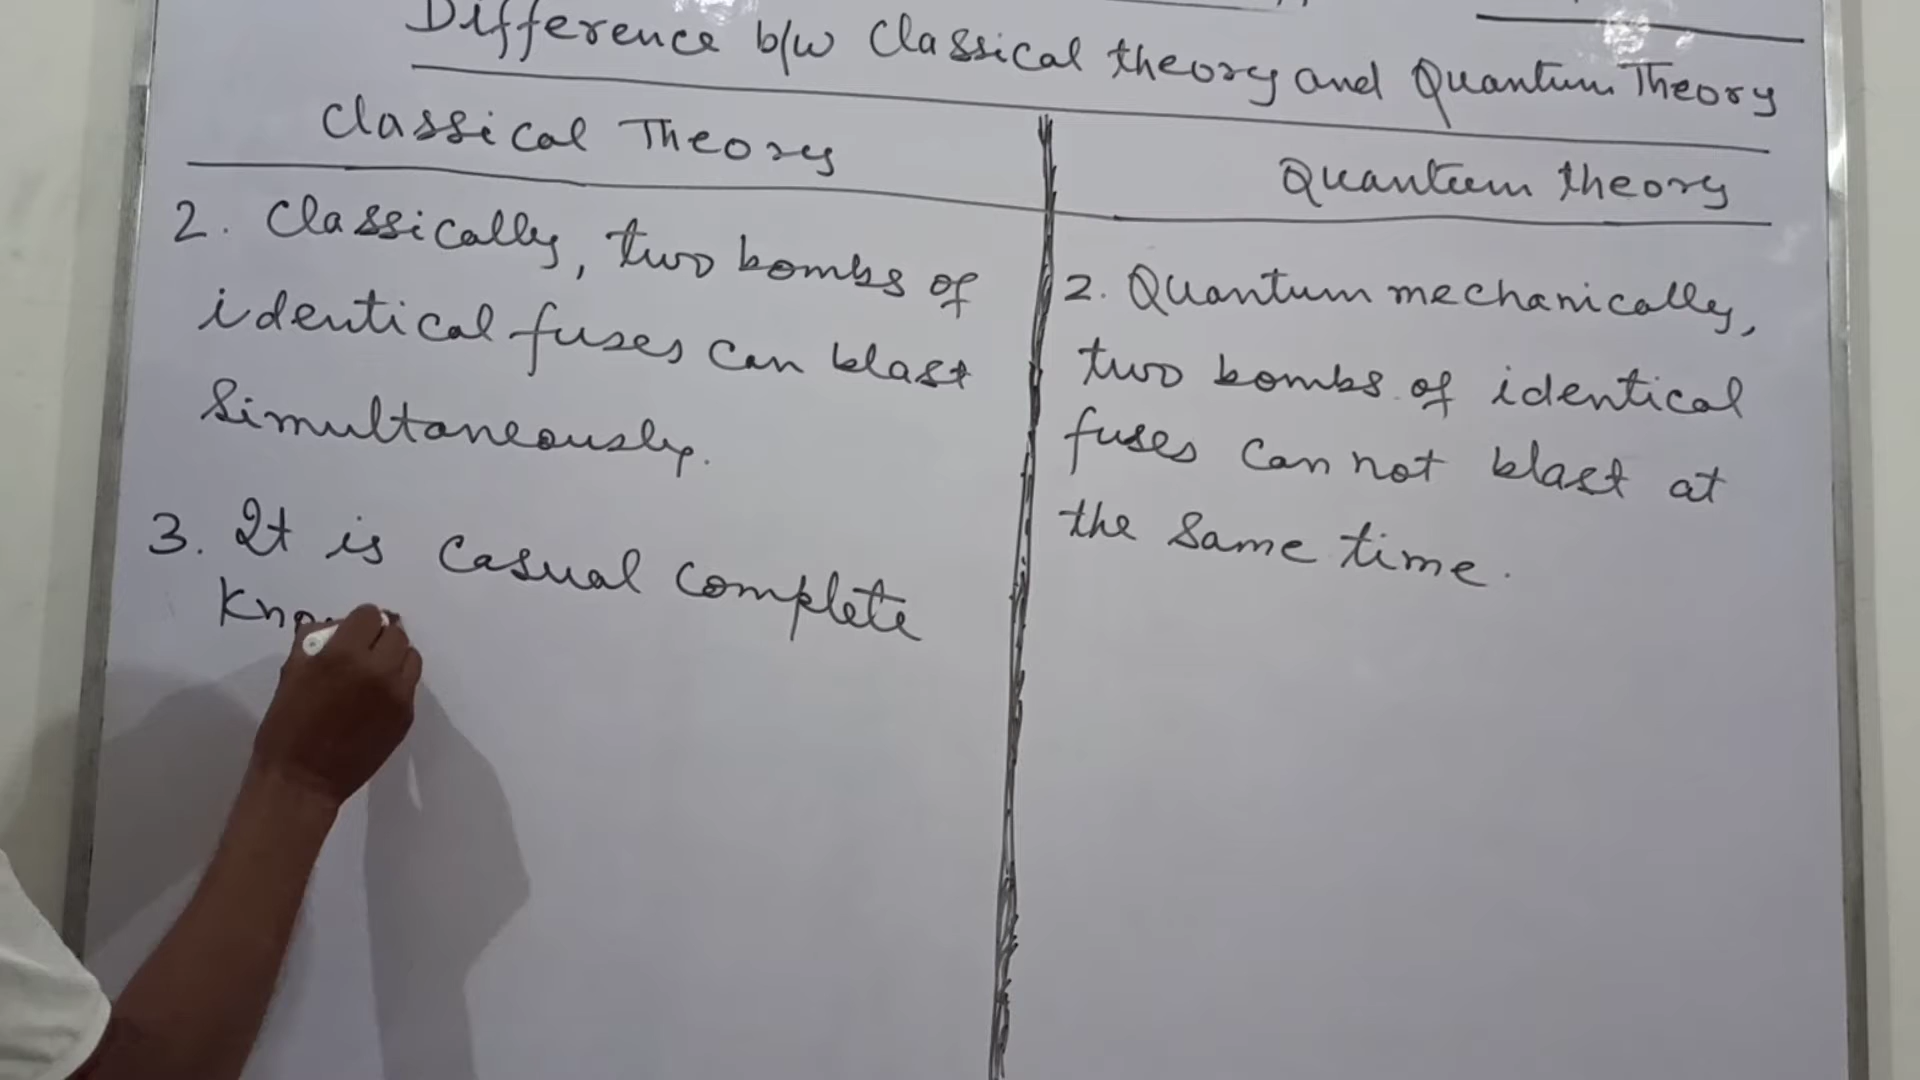 Difference b/w Classical theory and Quantum Theory
Classical Theory
2. Classically, two bombs of
identical fuses can blast
Simultaneously.
3. It is Casual Complete
Quantum theory
2. Quantum mechanically,
two bombs of identical
fuses can not blast at
the Same time.